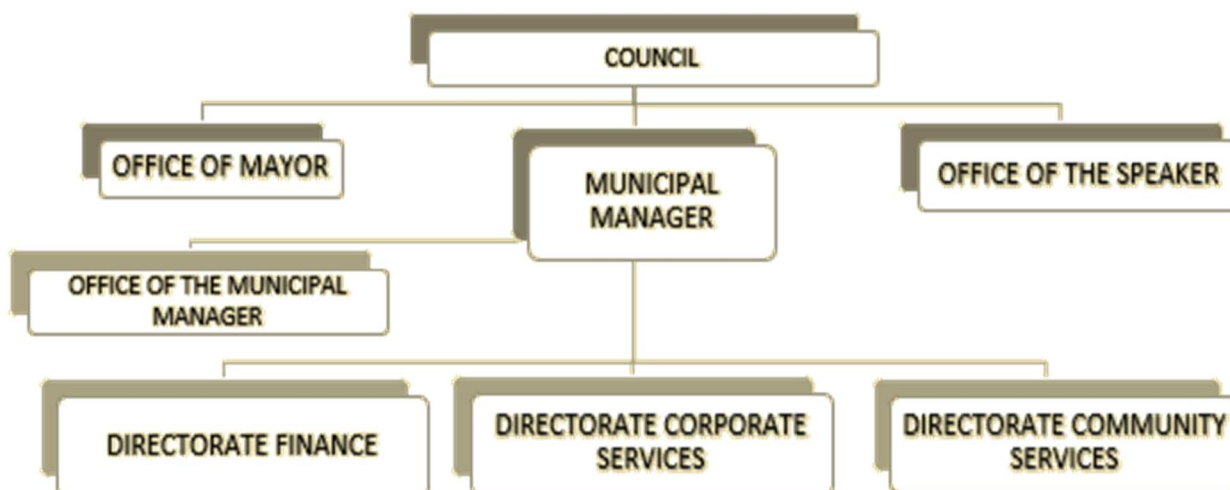 COUNCIL
OFFICE OF MAYOR
MUNICIPAL
MANAGER
OFFICE OF THE SPEAKER
OFFICE OF THE MUNICIPAL
MANAGER
DIRECTORATE FINANCE
DIRECTORATE CORPORATE
SERVICES
DIRECTORATE COMMUNITY
SERVICES